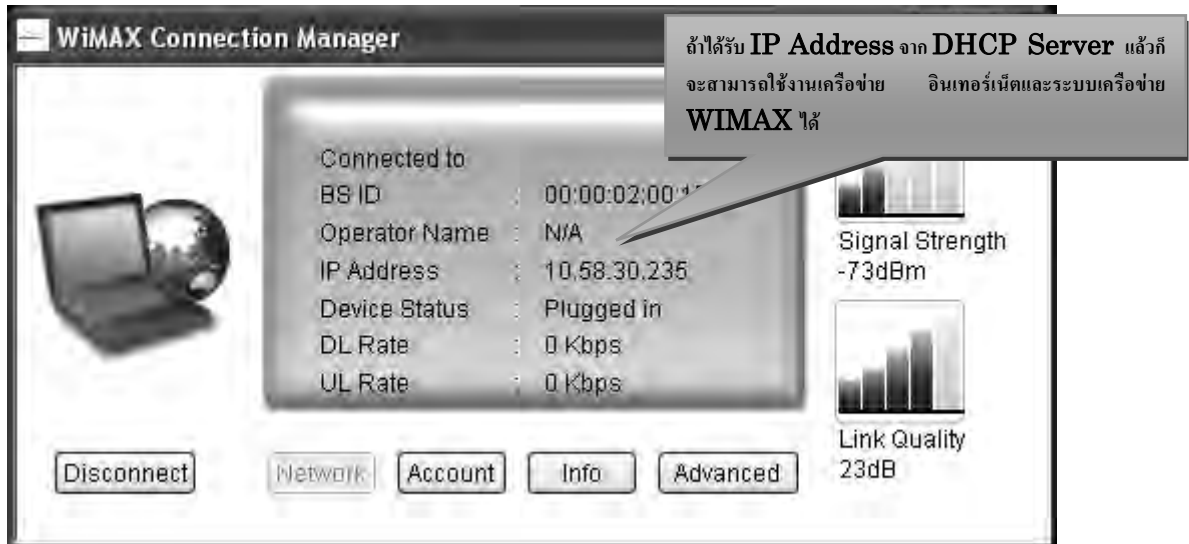 WiMAX Connection Manager
ถ้าได้รับ IP Address จาก DHCP Server แล้วก็
จะสามารถใช้งานเครือข่าย อินเทอร์เน็ตและระบบเครือข่าย
WIMAX ได้
Connected to
BS ID : 00:00:02:00:
Operator Name : N/A
IP Address : 10.58.30.235
Device Status : Plugged in
DL Rate : 0 Kbps
UL Rate : 0 Kbps
Signal Strength
-73dBm
Link Quality
23dB
Disconnect Network Account Info Advanced